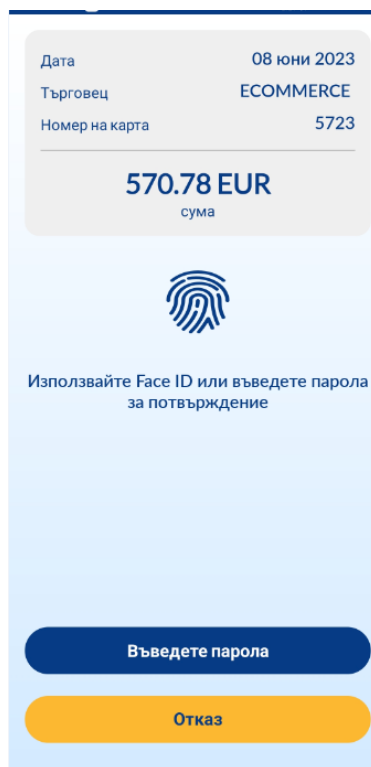 Дата 08 юни 2023
Търговец ECOMMERCE
Номер на карта 5723
570.78 EUR
сума
Използвайте Face ID или въведете парола
за потвърждение
Въведете парола
Отказ